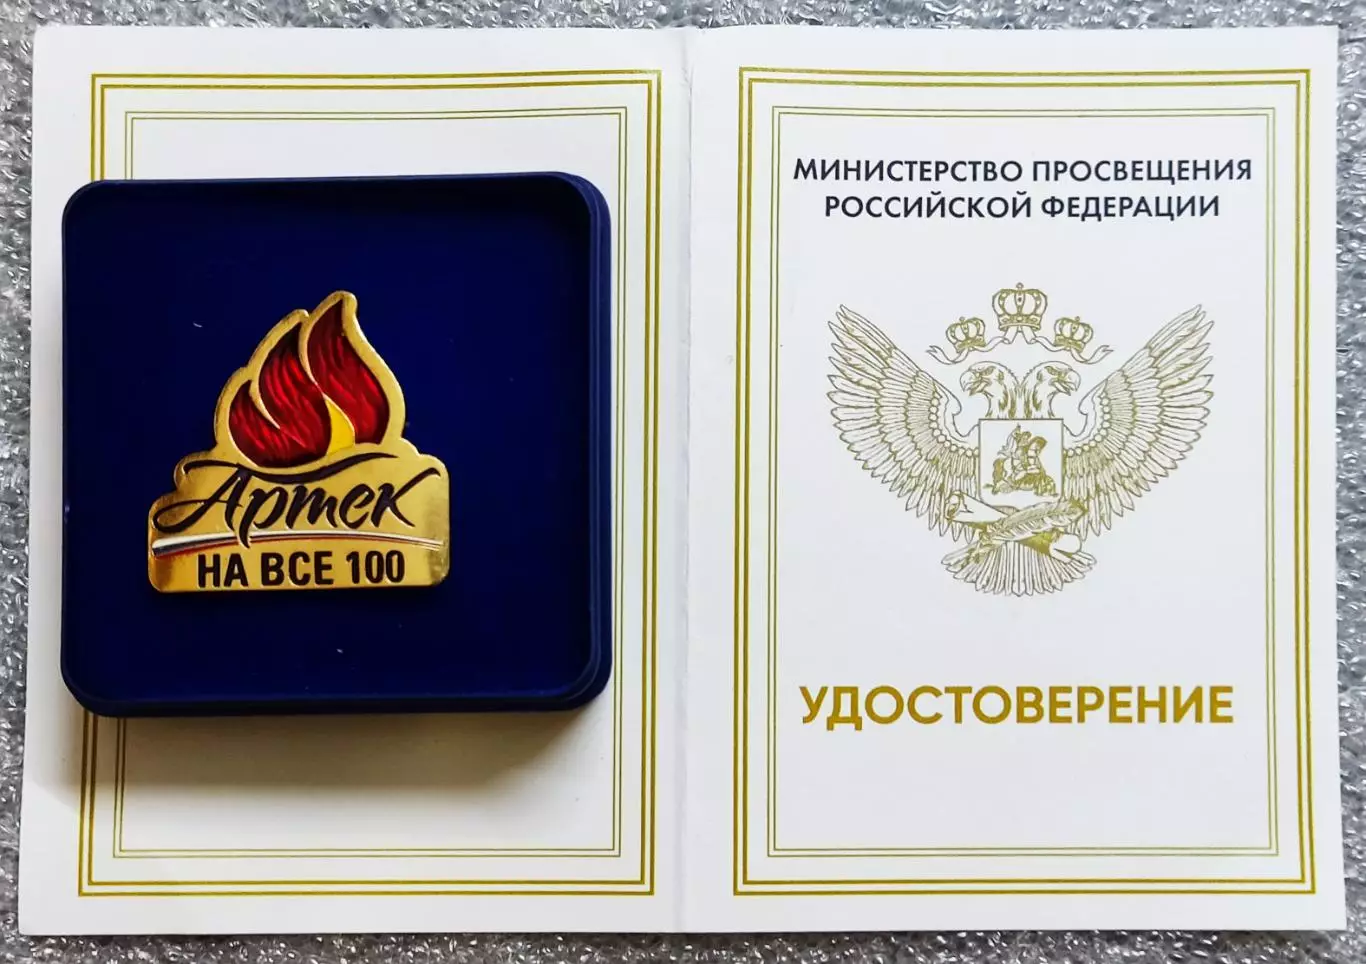 Артек
НА ВСЕ 100
МИНИСТЕРСТВО ПРОСВЕЩЕНИЯ
РОССИЙСКОЙ ФЕДЕРАЦИИ
УДОСТОВЕРЕНИЕ